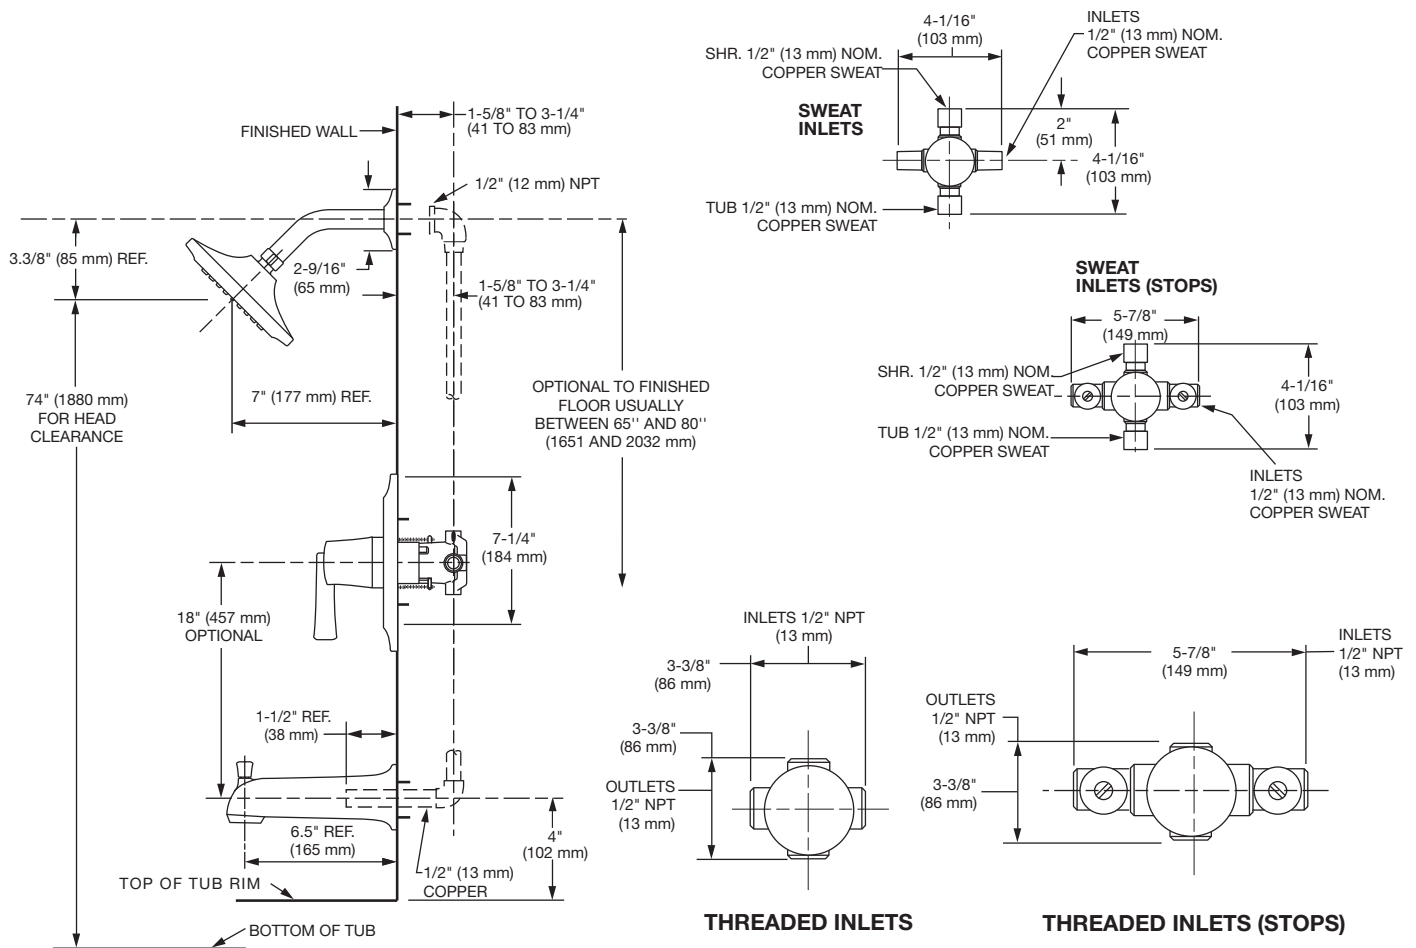 FINISHED WALL
1-5/8" TO 3-1/4"
(41 TO 83 mm)
1/2" (12 mm) NPT
3.3/8" (85 mm) REF.
2-9/16"
(65 mm)
1-5/8" TO 3-1/4"
(41 TO 83 mm)
74" (1880 mm)
FOR HEAD
CLEARANCE
7" (177 mm) REF.
OPTIONAL TO FINISHED
FLOOR USUALLY
BETWEEN 65'' AND 80''
(1651 AND 2032 mm)
7-1/4"
(184 mm)
18" (457 mm)
OPTIONAL
1-1/2" REF.
(38 mm)
6.5" REF.
(165 mm)
4"
(102 mm)
1/2" (13 mm)
COPPER
TOP OF TUB RIM
BOTTOM OF TUB
4-1/16"
(103 mm)
INLETS
1/2" (13 mm) NOM.
COPPER SWEAT
SHR. 1/2" (13 mm) NOM.
COPPER SWEAT
SWEAT
INLETS
2"
(51 mm)
4-1/16"
(103 mm)
TUB 1/2" (13 mm) NOM.
COPPER SWEAT
SWEAT
INLETS (STOPS)
5-7/8"
(149 mm)
SHR. 1/2" (13 mm) NOM.
COPPER SWEAT
4-1/16"
(103 mm)
TUB 1/2" (13 mm) NOM.
COPPER SWEAT
INLETS
1/2" (13 mm) NOM.
COPPER SWEAT
INLETS 1/2" NPT
(13 mm)
3-3/8"
(86 mm)
3-3/8"
(86 mm)
OUTLETS
1/2" NPT
(13 mm)
THREADED INLETS
5-7/8"
(149 mm)
INLETS
1/2" NPT
(13 mm)
OUTLETS
1/2" NPT
(13 mm)
3-3/8"
(86 mm)
THREADED INLETS (STOPS)